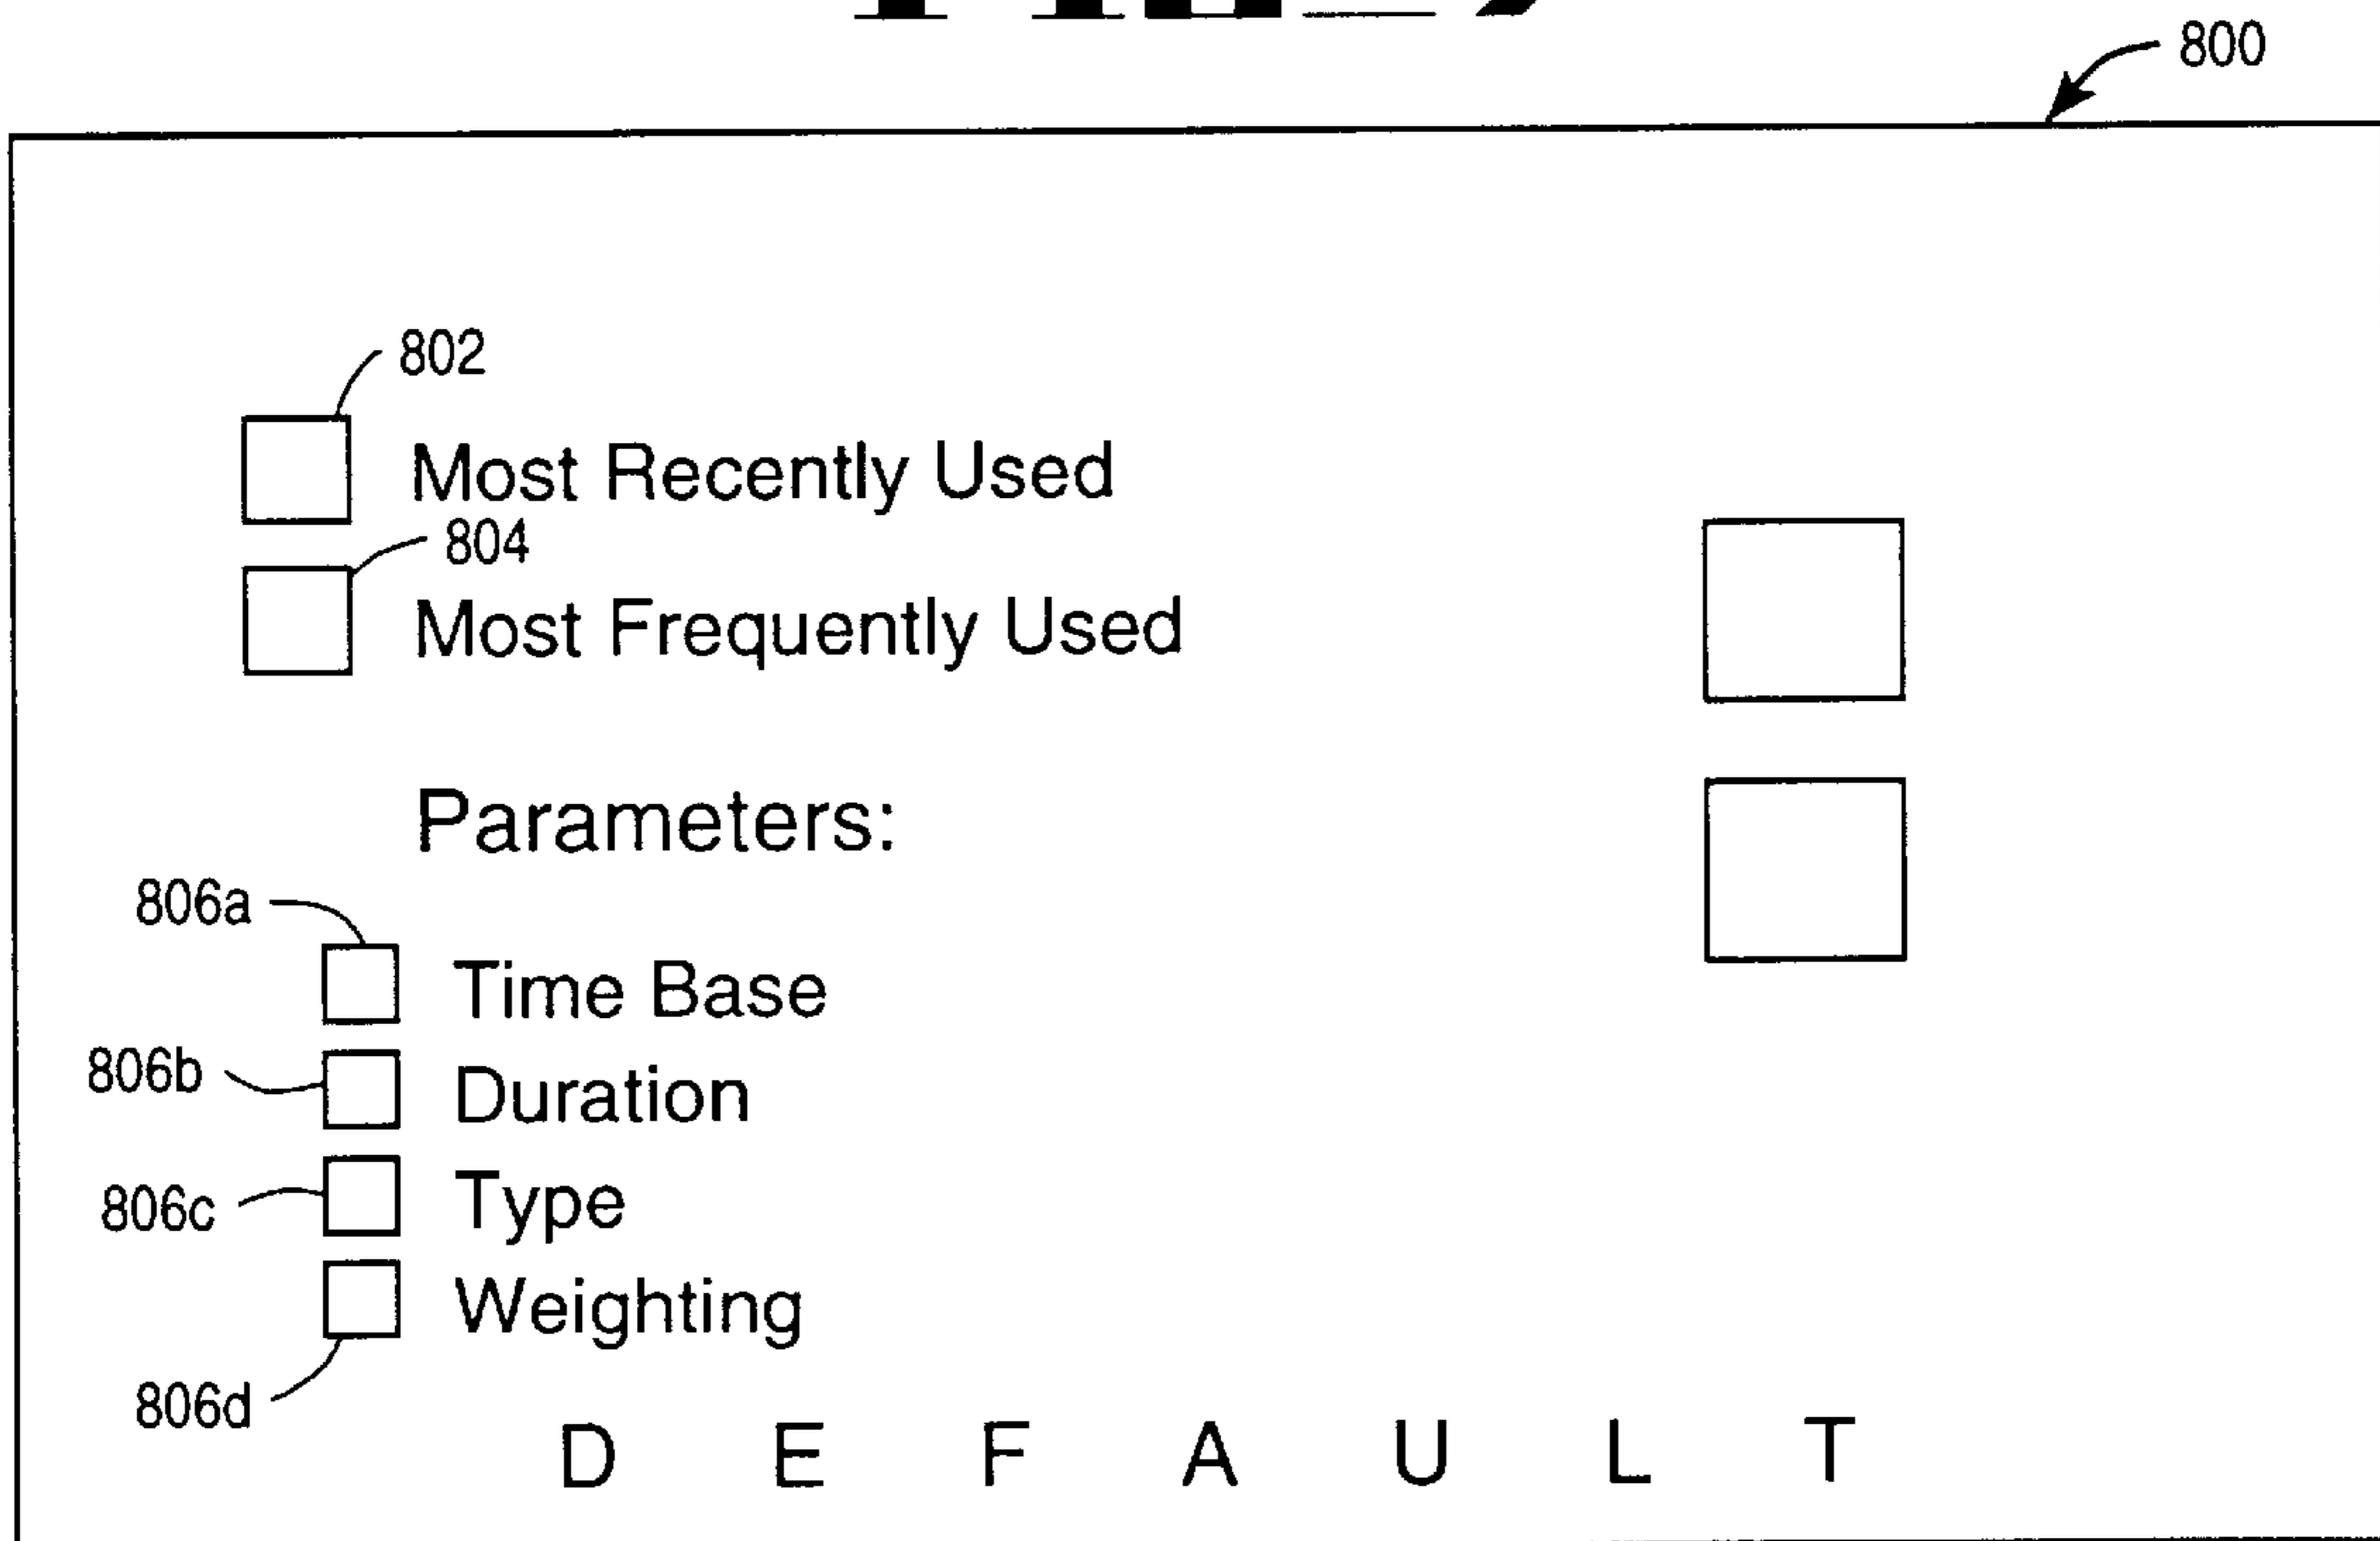 800
802
Most Recently Used
804
Most Frequently Used
Parameters:
806a
Time Base
806b
Duration
806c
Type
Weighting
806d
D E F A U L T